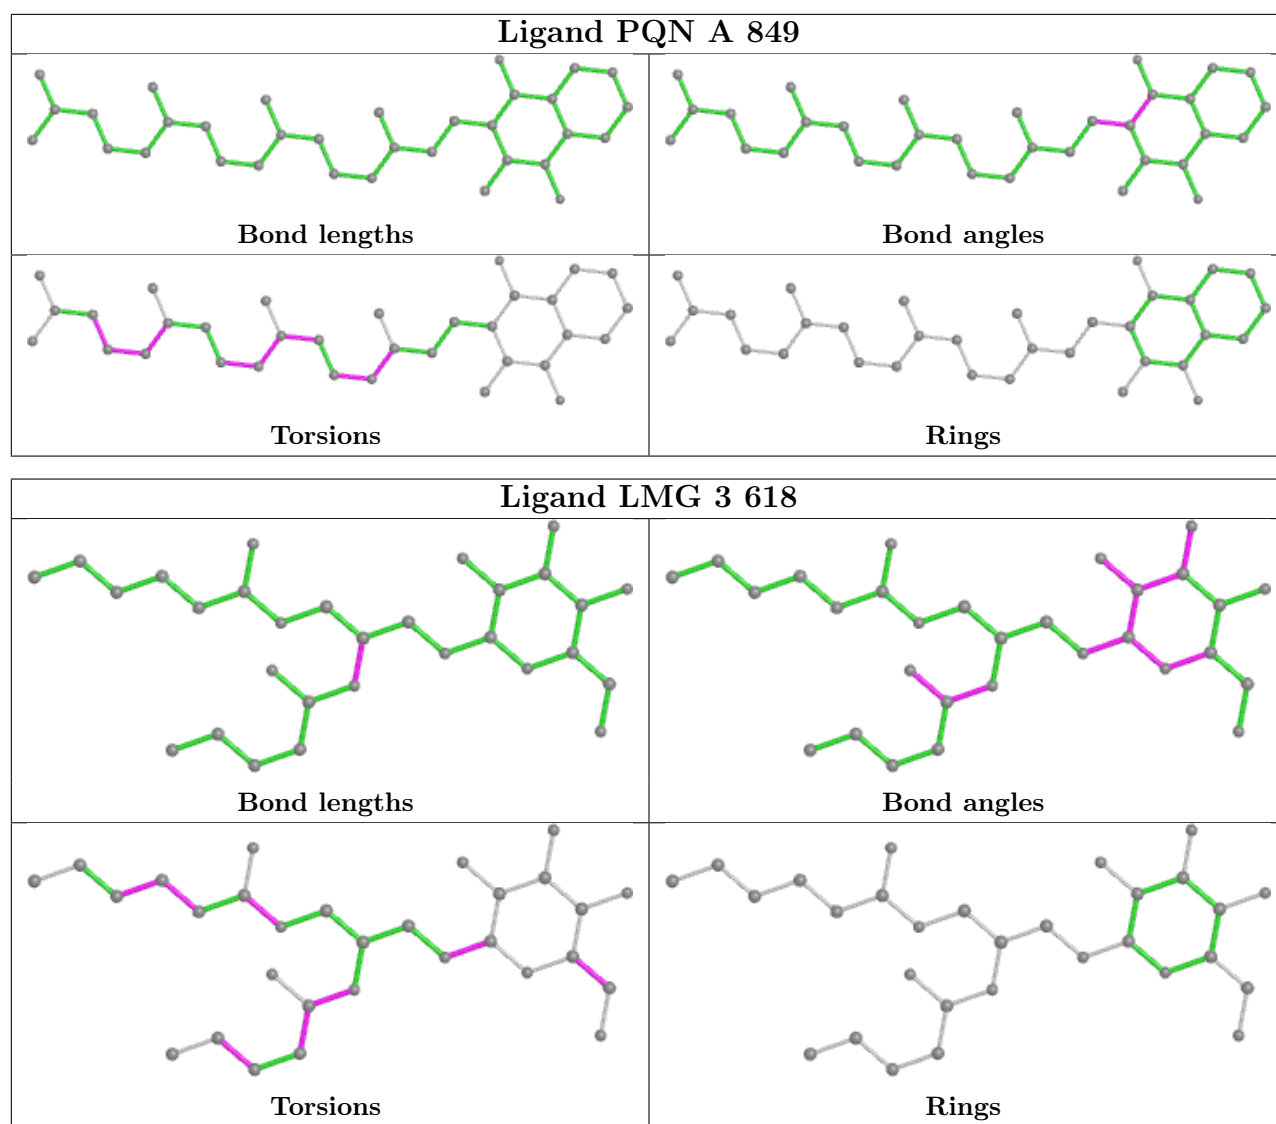 Ligand PQN A 849
Bond lengths
Bond angles
Torsions
Rings
Ligand LMG 3 618
Bond lengths
Bond angles
Torsions
Rings